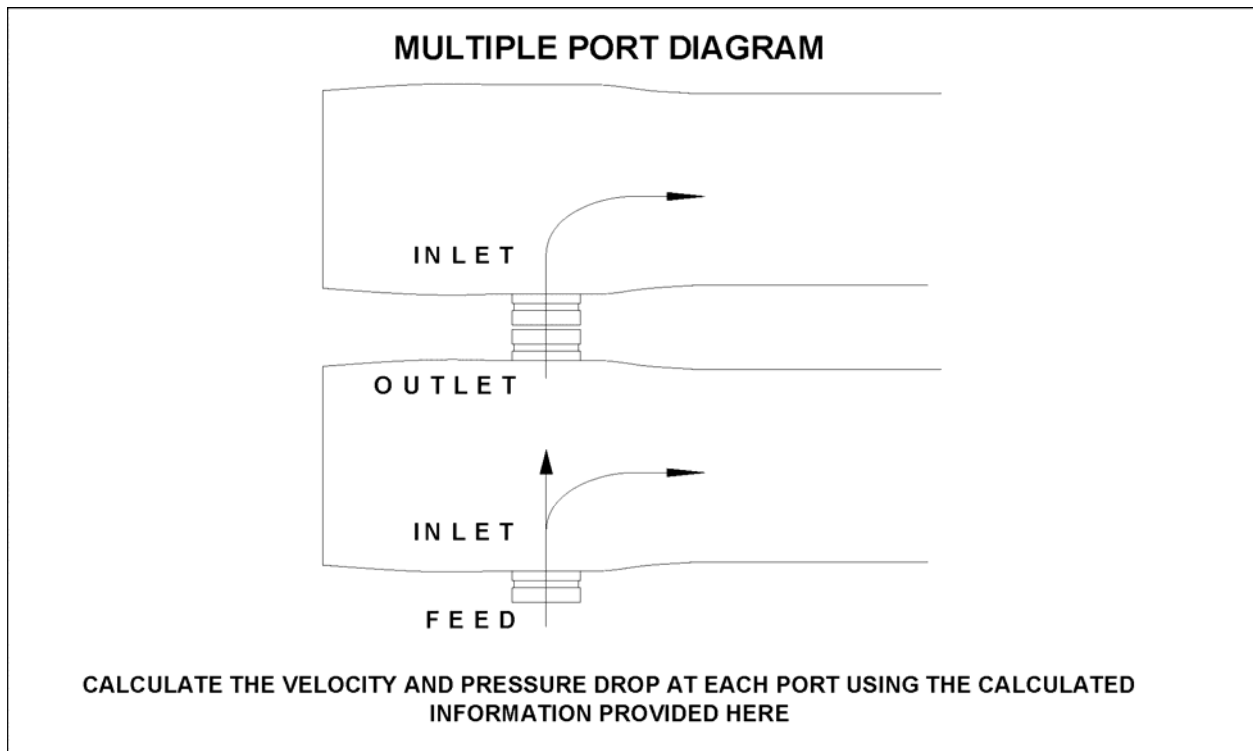 MULTIPLE PORT DIAGRAM
INLET
OUTLET
INLET
FEED
CALCULATE THE VELOCITY AND PRESSURE DROP AT EACH PORT USING THE CALCULATED
INFORMATION PROVIDED HERE